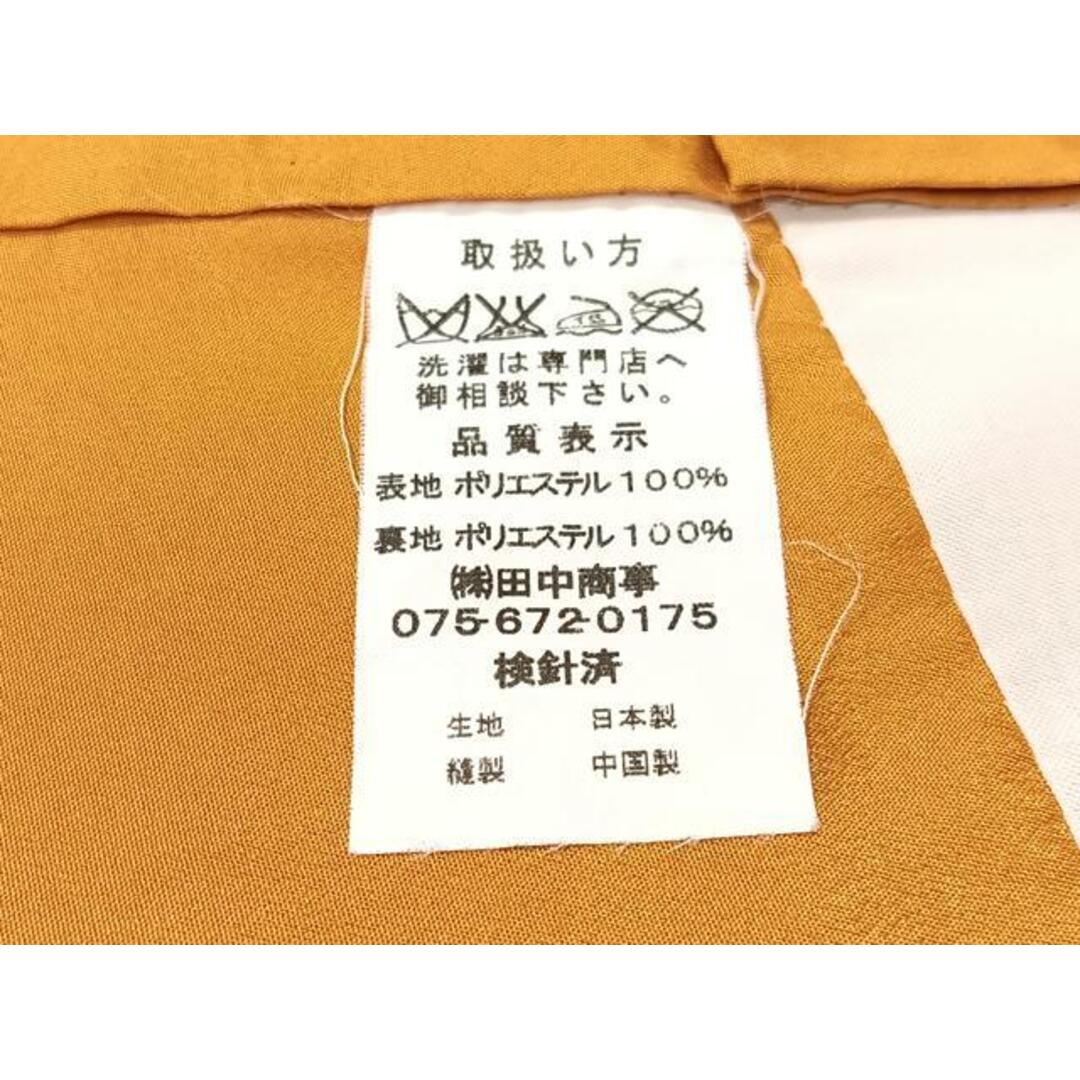 取扱い方
洗濯は専門店へ
御相談下さい。
品質表示
表地 ポリエステル100%
裏地 ポリエステル100%
㈱田中商事
075-672-0175
検針済
生地 日本製
縫製 中国製